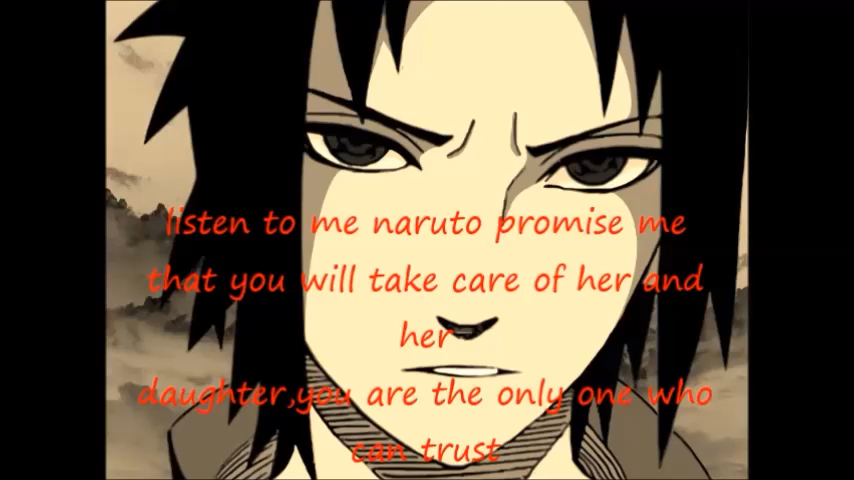 listen to me naruto promise me
that you will take care of her and
her
daughter,you are the only one who
can trust